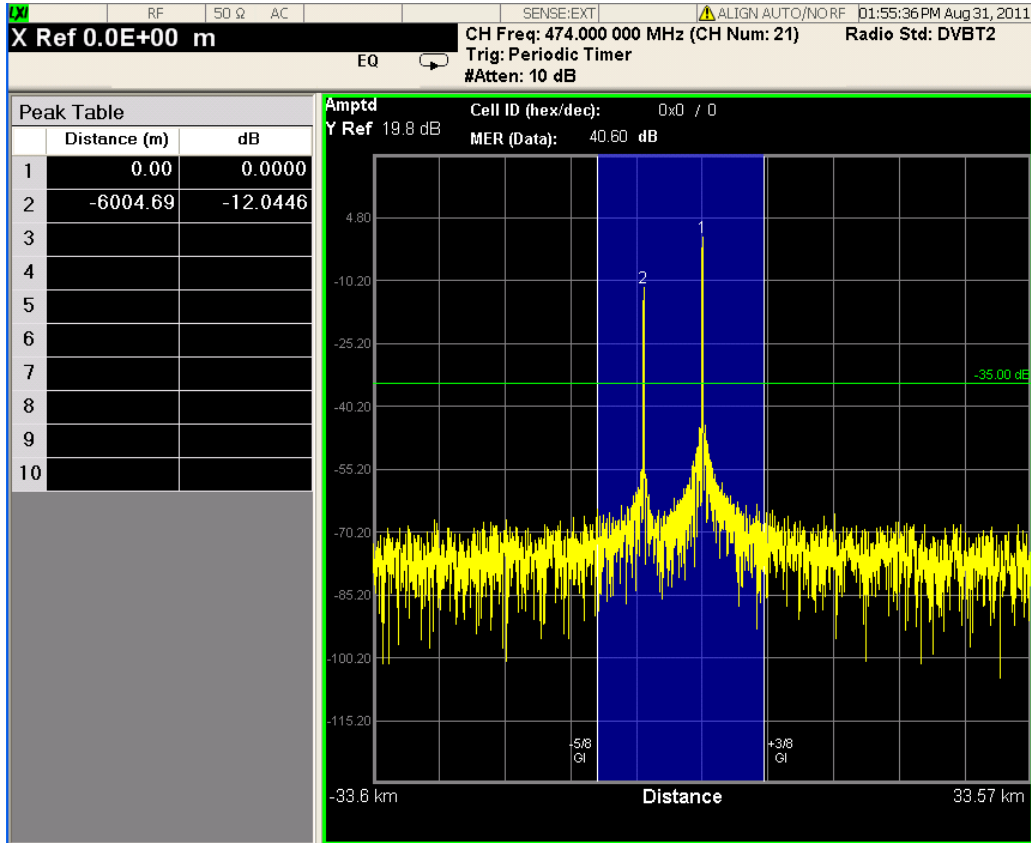 LXI RF 50 Ω AC SENSE:EXT ALIGN AUTO/NO RF 01:55:36 PM Aug 31, 2011
X Ref 0.0E+00 m
CH Freq: 474.000 000 MHz (CH Num: 21) Radio Std: DVBT2
EQ Trig: Periodic Timer
#Atten: 10 dB
Peak Table
Distance (m) dB
1 0.00 0.0000
2 -6004.69 -12.0446
3
4
5
6
7
8
9
10
Amptd Cell ID (hex/dec): 0x0 / 0
Y Ref 19.8 dB
MER (Data): 40.60 dB
4.80
1
2
-10.20
-25.20
-35.00 dB
-40.20
-55.20
-70.20
-85.20
-100.20
-115.20
-5/8 +3/8
GI GI
-33.6 km Distance 33.57 km